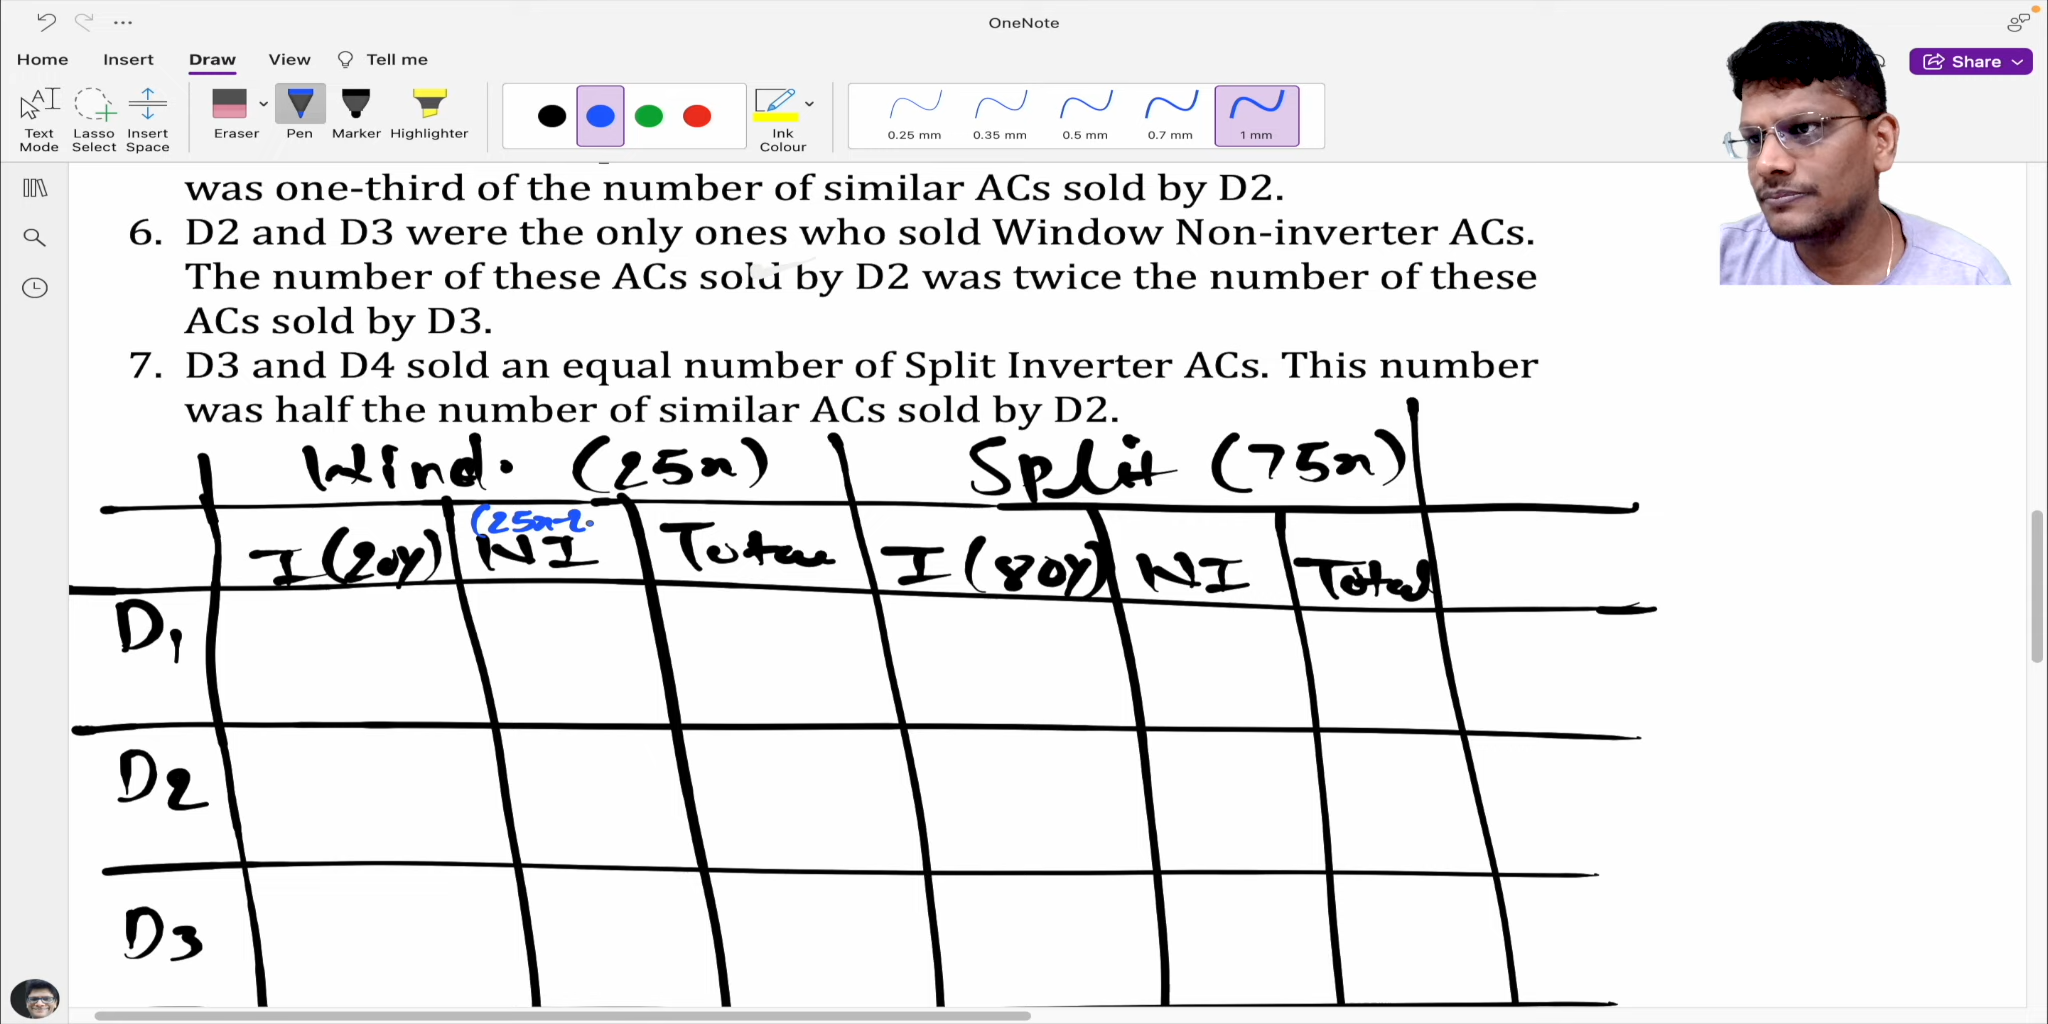 OneNote
Home Insert Draw View Tell me
Share
Text Mode
Lasso Select
Insert Space
Eraser
Pen
Marker
Highlighter
Ink Colour
0.25 mm
0.35 mm
0.5 mm
0.7 mm
1 mm
was one-third of the number of similar ACs sold by D2.
6. D2 and D3 were the only ones who sold Window Non-inverter ACs.
The number of these ACs sold by D2 was twice the number of these
ACs sold by D3.
7. D3 and D4 sold an equal number of Split Inverter ACs. This number
was half the number of similar ACs sold by D2.
Wind. (25x) Split (75x)
(25x-2
I (20y) NI Total I (80y) NI Total
D1
D2
D3